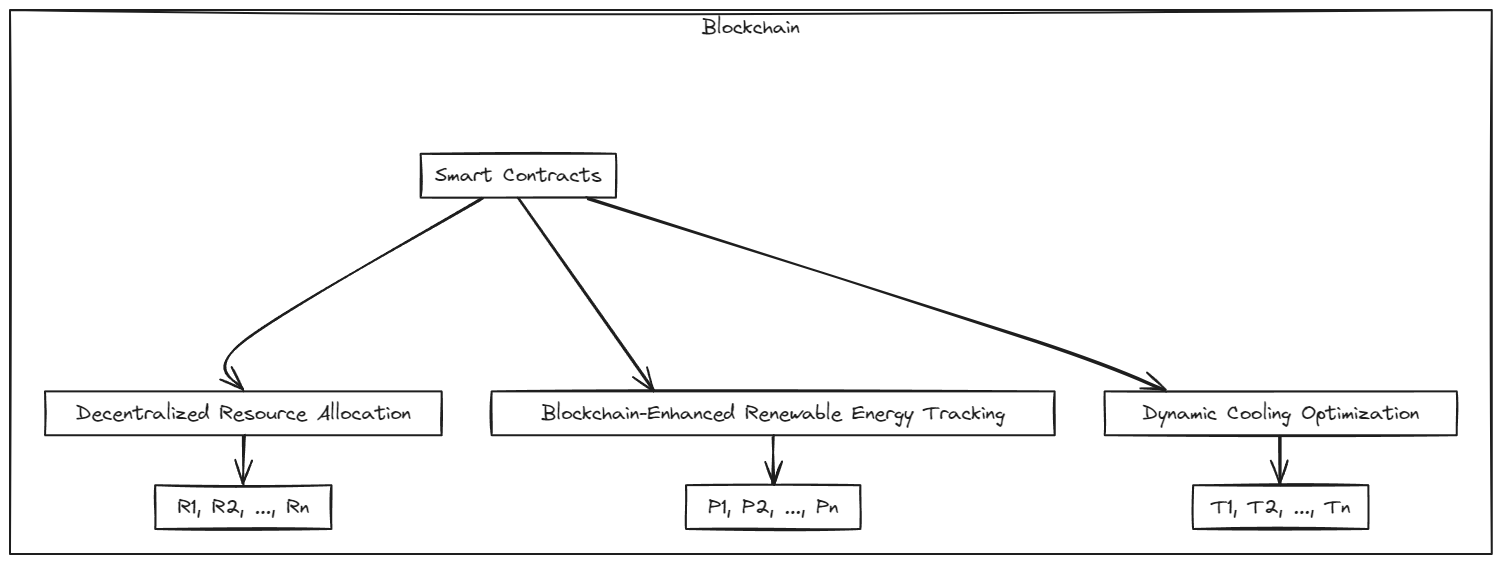 Blockchain
Smart Contracts
Decentralized Resource Allocation
Blockchain-Enhanced Renewable Energy Tracking
Dynamic Cooling Optimization
R1, R2, ..., Rn
P1, P2, ..., Pn
T1, T2, ..., Tn